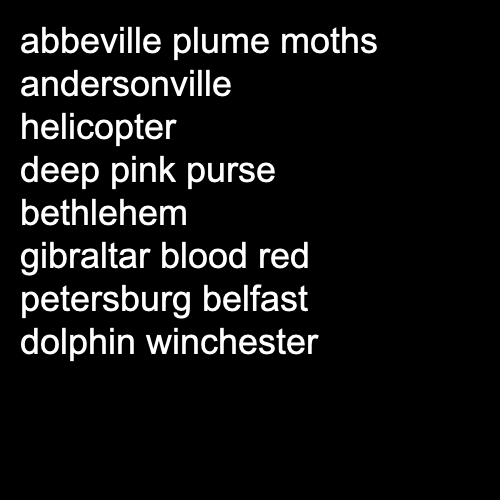 abbeville plume moths
andersonville
helicopter
deep pink purse
bethlehem
gibraltar blood red
petersburg belfast
dolphin winchester